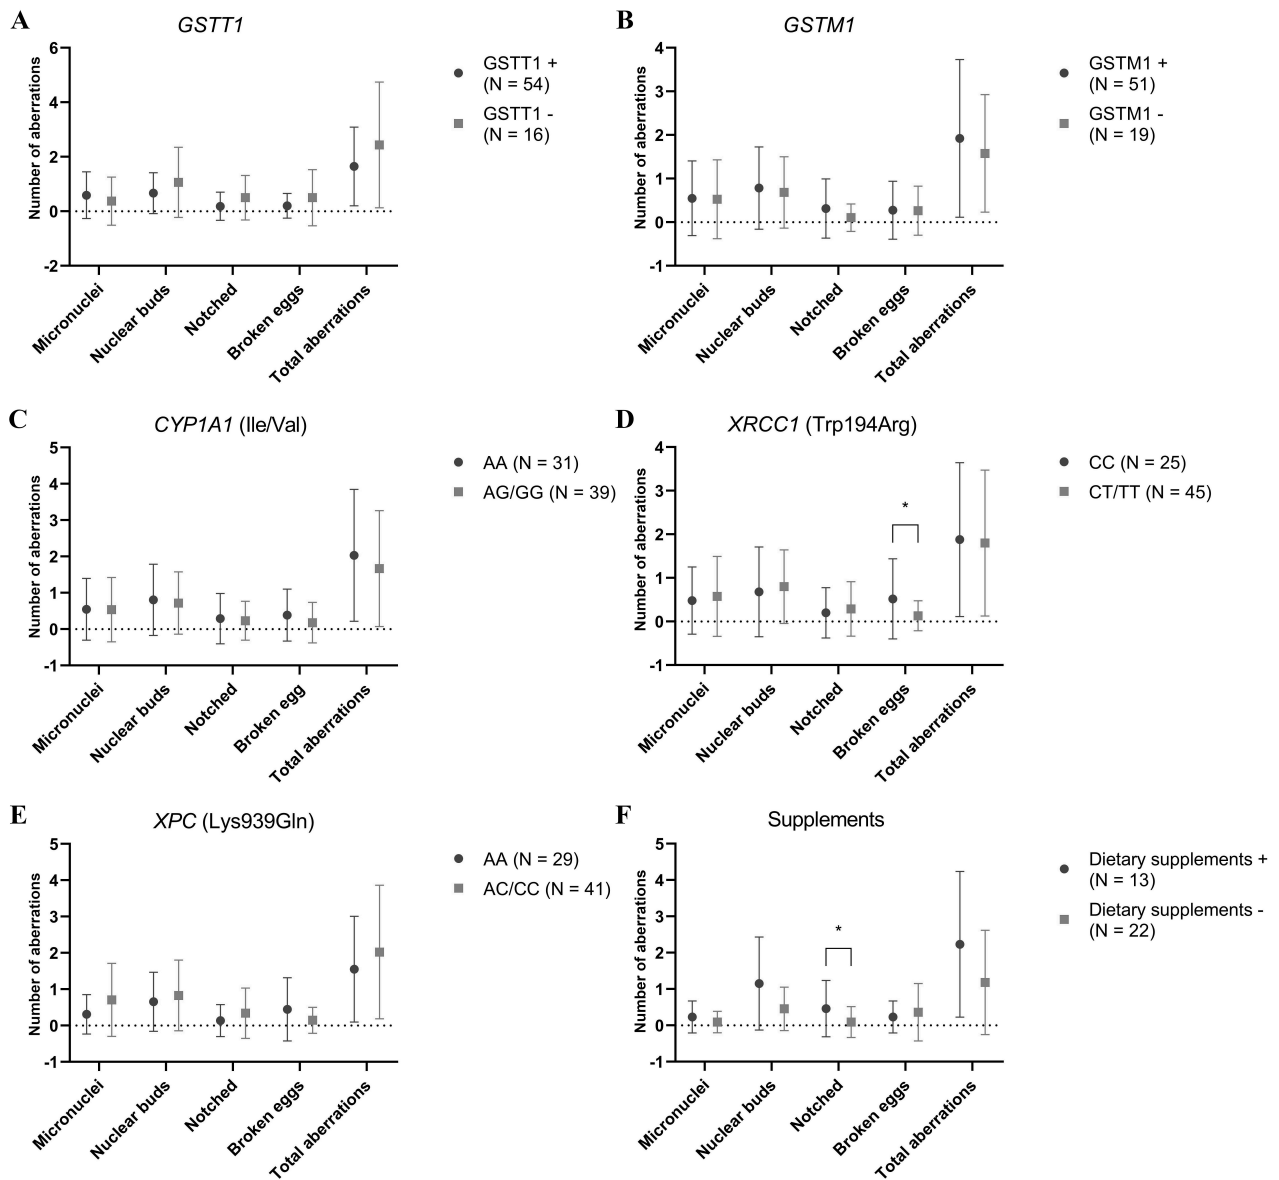 A
GSTT1
Number of aberrations
6
4
2
0
-2
Micronuclei
Nuclear buds
Notched
Broken eggs
Total aberrations
GSTT1 +
(N = 54)
GSTT1 -
(N = 16)
B
GSTM1
Number of aberrations
4
3
2
1
0
-1
Micronuclei
Nuclear buds
Notched
Broken eggs
Total aberrations
GSTM1 +
(N = 51)
GSTM1 -
(N = 19)
C
CYP1A1 (Ile/Val)
Number of aberrations
5
4
3
2
1
0
-1
Micronuclei
Nuclear buds
Notched
Broken egg
Total aberrations
AA (N = 31)
AG/GG (N = 39)
D
XRCC1 (Trp194Arg)
Number of aberrations
4
3
2
1
0
-1
*
Micronuclei
Nuclear buds
Notched
Broken eggs
Total aberrations
CC (N = 25)
CT/TT (N = 45)
E
XPC (Lys939Gln)
Number of aberrations
5
4
3
2
1
0
-1
Micronuclei
Nuclear buds
Notched
Broken eggs
Total aberrations
AA (N = 29)
AC/CC (N = 41)
F
Supplements
Number of aberrations
5
4
3
2
1
0
-1
*
Micronuclei
Nuclear buds
Notched
Broken eggs
Total aberrations
Dietary supplements +
(N = 13)
Dietary supplements -
(N = 22)